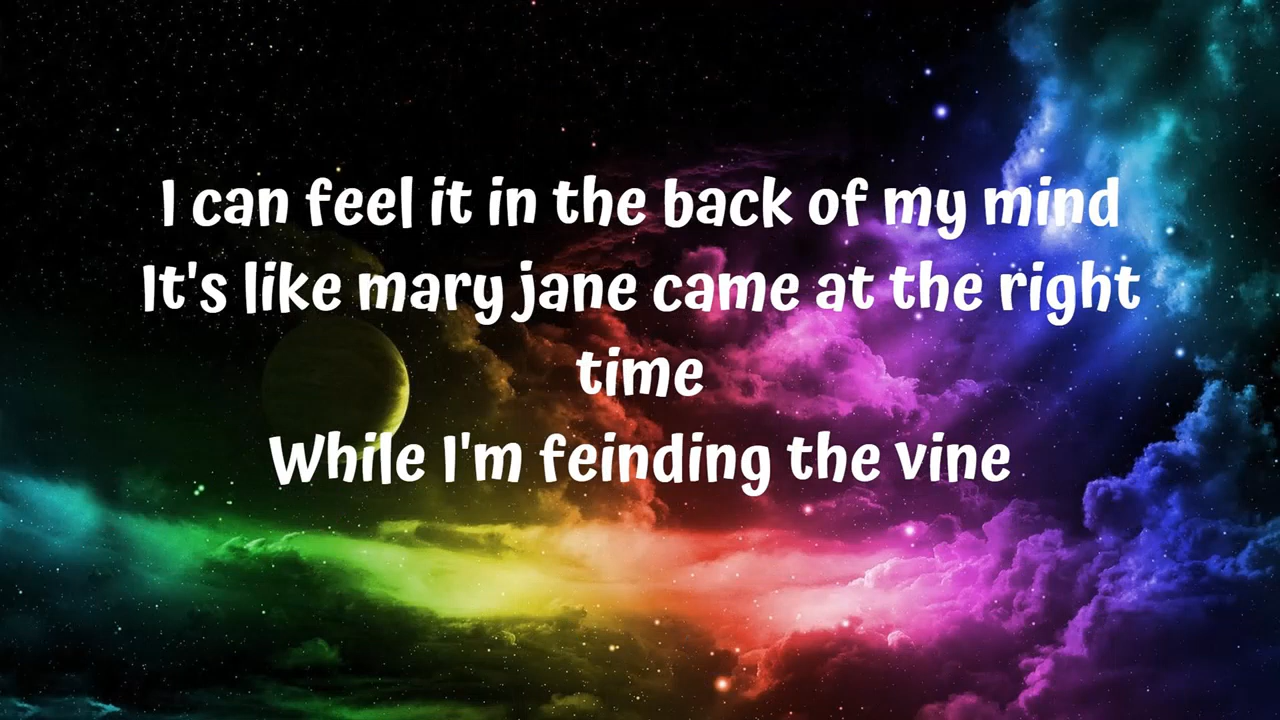 I can feel it in the back of my mind
It's like mary jane came at the right
time
While I'm feinding the vine